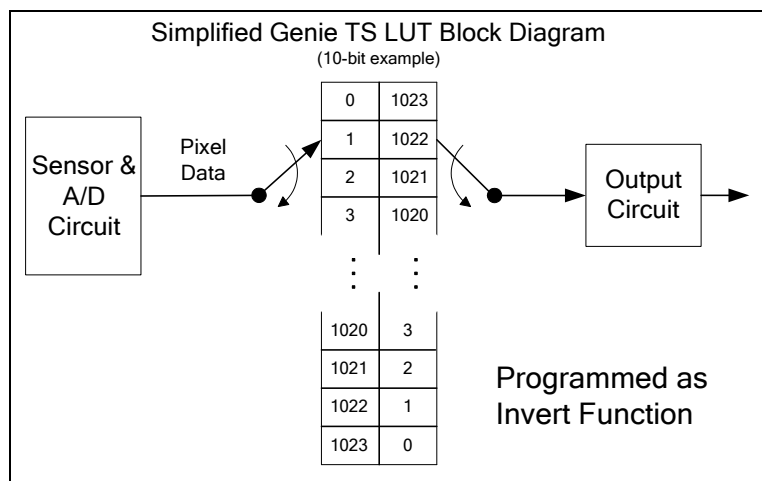 Simplified Genie TS LUT Block Diagram
(10-bit example)
Sensor &
A/D
Circuit
Pixel
Data
0 1023
1 1022
2 1021
3 1020
1020 3
1021 2
1022 1
1023 0
Output
Circuit
Programmed as
Invert Function